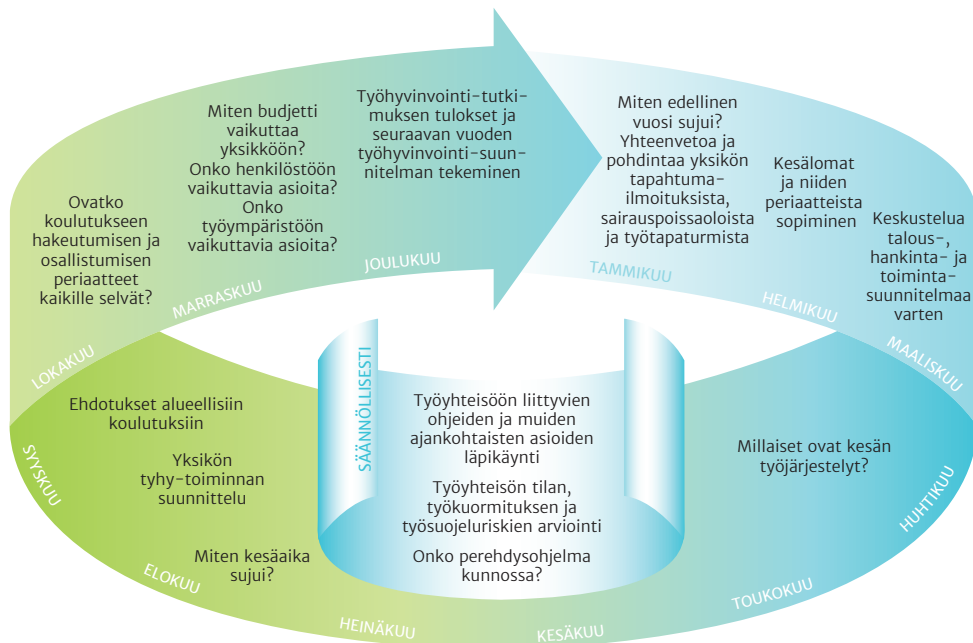 Miten edellinen
vuosi sujui?
Yhteenvetoa ja
pohdintaa yksikön
tapahtuma-
ilmoituksista,
sairauspoissaoloista
ja työtapaturmista
TAMMIKUU
Kesälomat
ja niiden
periaatteista
sopiminen
HELMIKUU
Keskustelua
talous-,
hankinta- ja
toiminta-
suunnitelmaa
varten
MAALISKUU
Millaiset ovat kesän
työjärjestelyt?
HUHTIKUU
TOUKOKUU
KESÄKUU
HEINÄKUU
Miten kesäaika
sujui?
ELOKUU
Ehdotukset alueellisiin
koulutuksiin
Yksikön
tyhy-toiminnan
suunnittelu
SYYSKUU
Ovatko
koulutukseen
hakeutumisen ja
osallistumisen
periaatteet
kaikille selvät?
LOKAKUU
Miten budjetti
vaikuttaa
yksikköön?
Onko henkilöstöön
vaikuttavia asioita?
Onko
työympäristöön
vaikuttavia asioita?
MARRASKUU
Työhyvinvointi-tutki-
muksen tulokset ja
seuraavan vuoden
työhyvinvointi-suun-
nitelman tekeminen
JOULUKUU
SÄÄNNÖLLISESTI
Työyhteisöön liittyvien
ohjeiden ja muiden
ajankohtaisten asioiden
läpikäynti
Työyhteisön tilan,
työkuormituksen ja
työsuojeluriskien arviointi
Onko perehdysohjelma
kunnossa?